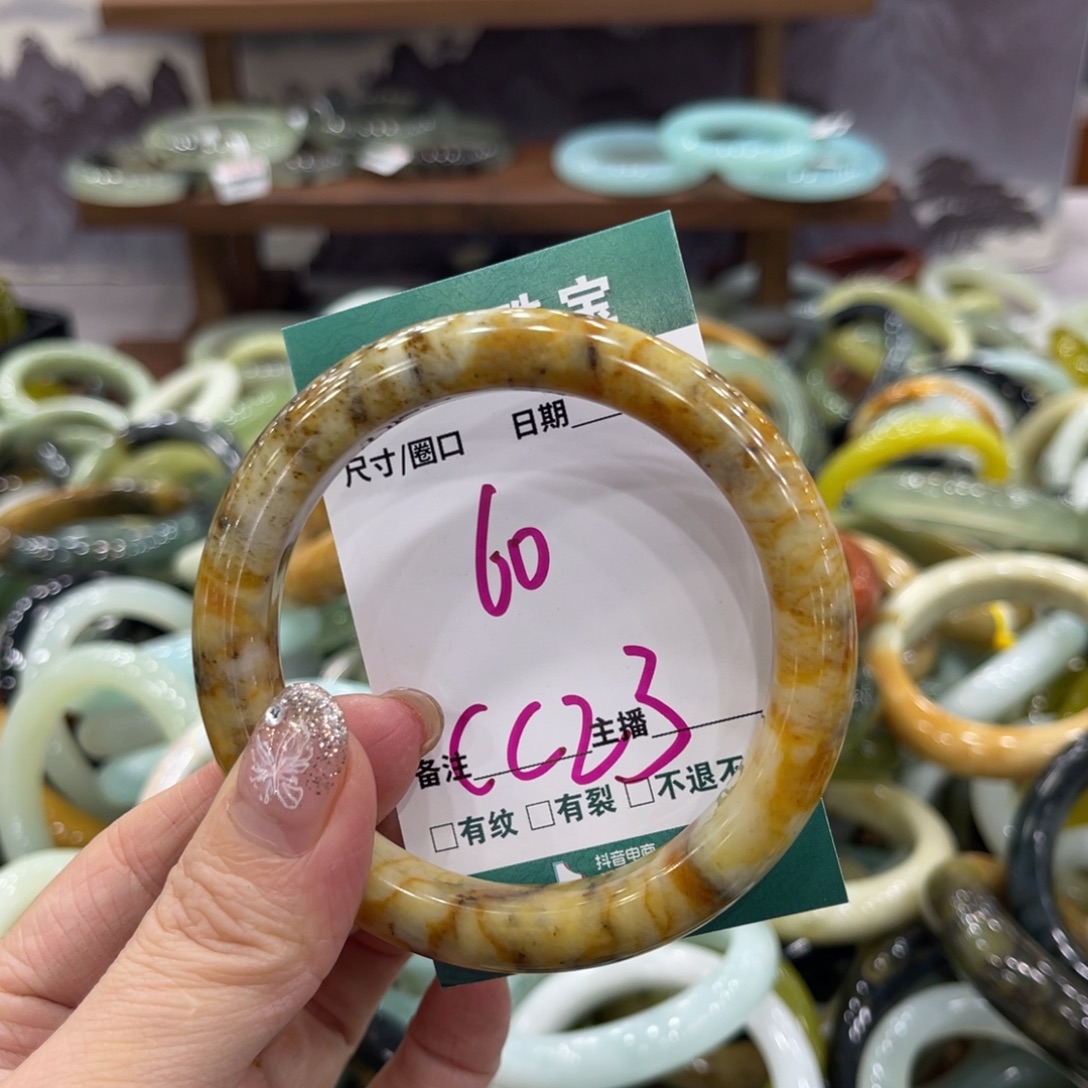 宝
尺寸/圈口 日期
60
CC23
备注 主播
□有纹 □有裂 □不退不
抖音电商